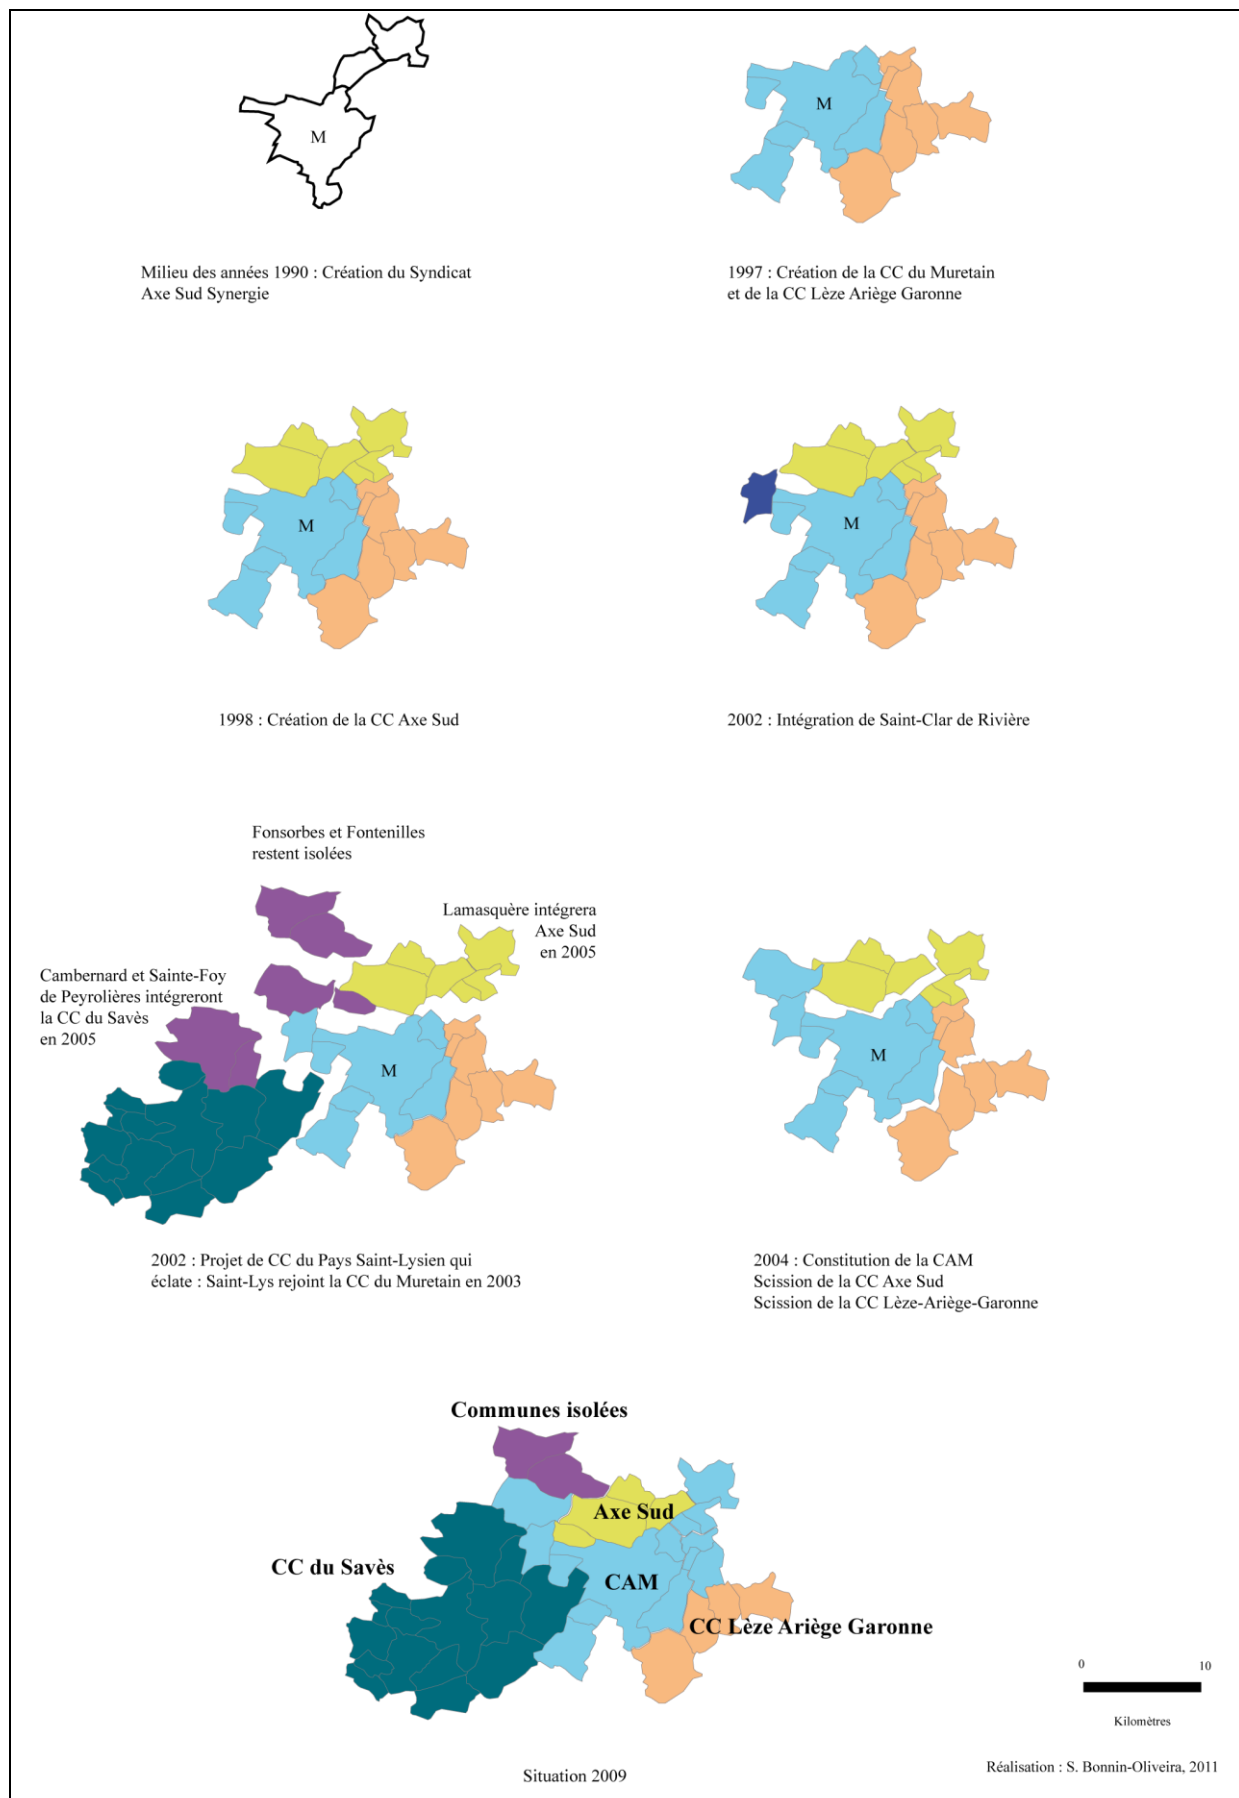 M
M
Milieu des années 1990 : Création du Syndicat
Axe Sud Synergie
1997 : Création de la CC du Muretain
et de la CC Lèze Ariège Garonne
M
M
1998 : Création de la CC Axe Sud
2002 : Intégration de Saint-Clar de Rivière
Fonsorbes et Fontenilles
restent isolées
Lamasquère intégrera
Axe Sud
en 2005
Cambernard et Sainte-Foy
de Peyrolières intégreront
la CC du Savès
en 2005
M
M
2002 : Projet de CC du Pays Saint-Lysien qui
éclate : Saint-Lys rejoint la CC du Muretain en 2003
2004 : Constitution de la CAM
Scission de la CC Axe Sud
Scission de la CC Lèze-Ariège-Garonne
Communes isolées
Axe Sud
CC du Savès
CAM
CC Lèze Ariège Garonne
0 10
Kilomètres
Situation 2009
Réalisation : S. Bonnin-Oliveira, 2011